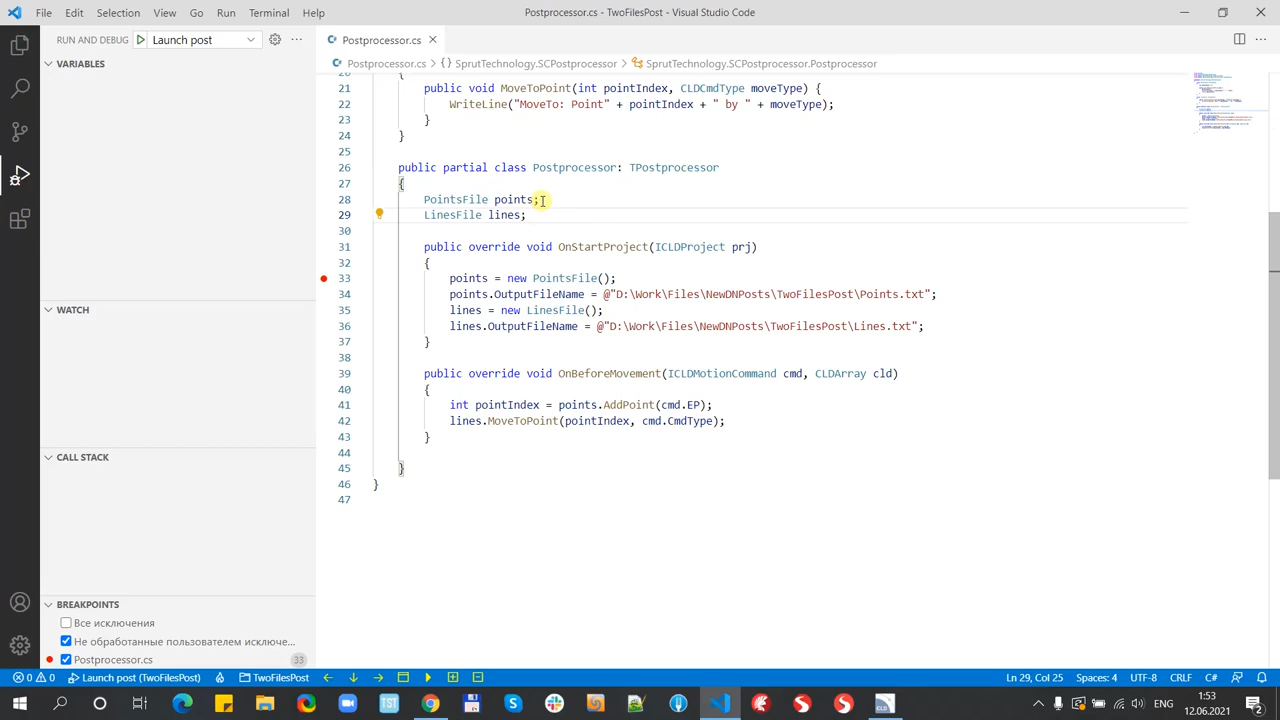 File Edit Selection View Go Run Terminal Help
Postprocessor.cs - TwoFilesPost - Visual Studio Code
RUN AND DEBUG Launch post
Postprocessor.cs
Postprocessor.cs > {} SprutTechnology.SCPostprocessor > SprutTechnology.SCPostprocessor.Postprocessor
VARIABLES
WATCH
CALL STACK
BREAKPOINTS
Все исключения
Не обработанные пользователем исключе...
Postprocessor.cs 33
20 {
21 public void MoveToPoint(int pointIndex, CLDCmdType moveType) {
22 WriteLine("MoveTo: Point" + pointIndex + " by " + moveType);
23 }
24 }
25
26 public partial class Postprocessor: TPostprocessor
27 {
28 PointsFile points;
29 LinesFile lines;
30
31 public override void OnStartProject(ICLDProject prj)
32 {
33 points = new PointsFile();
34 points.OutputFileName = @"D:\Work\Files\NewDNPosts\TwoFilesPost\Points.txt";
35 lines = new LinesFile();
36 lines.OutputFileName = @"D:\Work\Files\NewDNPosts\TwoFilesPost\Lines.txt";
37 }
38
39 public override void OnBeforeMovement(ICLDMotionCommand cmd, CLDArray cld)
40 {
41 int pointIndex = points.AddPoint(cmd.EP);
42 lines.MoveToPoint(pointIndex, cmd.CmdType);
43 }
44
45 }
46 }
47
0 0 Launch post (TwoFilesPost) TwoFilesPost
Ln 29, Col 25 Spaces: 4 UTF-8 CRLF C#
CLD
ENG
1:53
12.06.2021
2